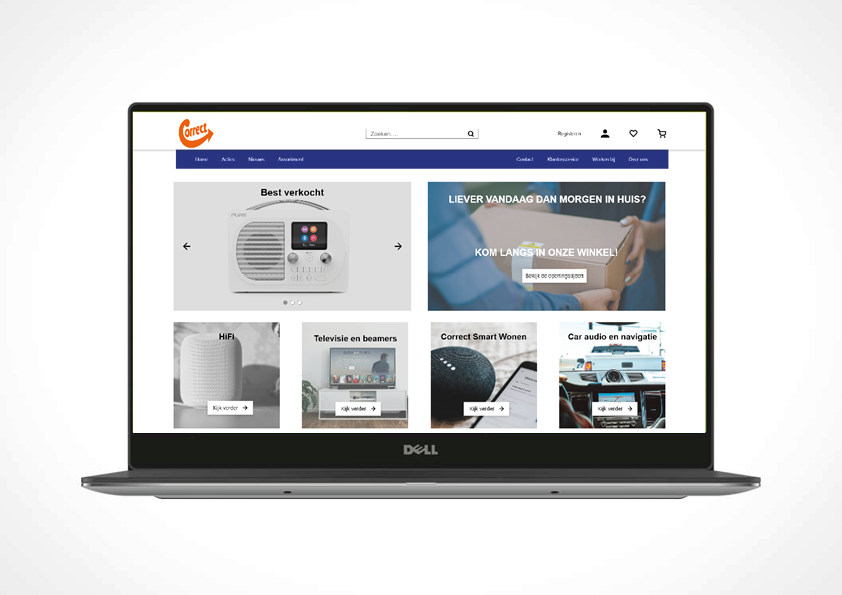 Correct
Zoeken....
Registeren
Home Acties Nieuws Assortiment
Contact Klantenservice Werken bij Over ons
Best verkocht
PURE
LIEVER VANDAAG DAN MORGEN IN HUIS?
KOM LANGS IN ONZE WINKEL!
Bekijk de openingstijden
HiFi
Kijk verder
Televisie en beamers
Kijk verder
Correct Smart Wonen
Kijk verder
Car audio en navigatie
Kijk verder
DELL